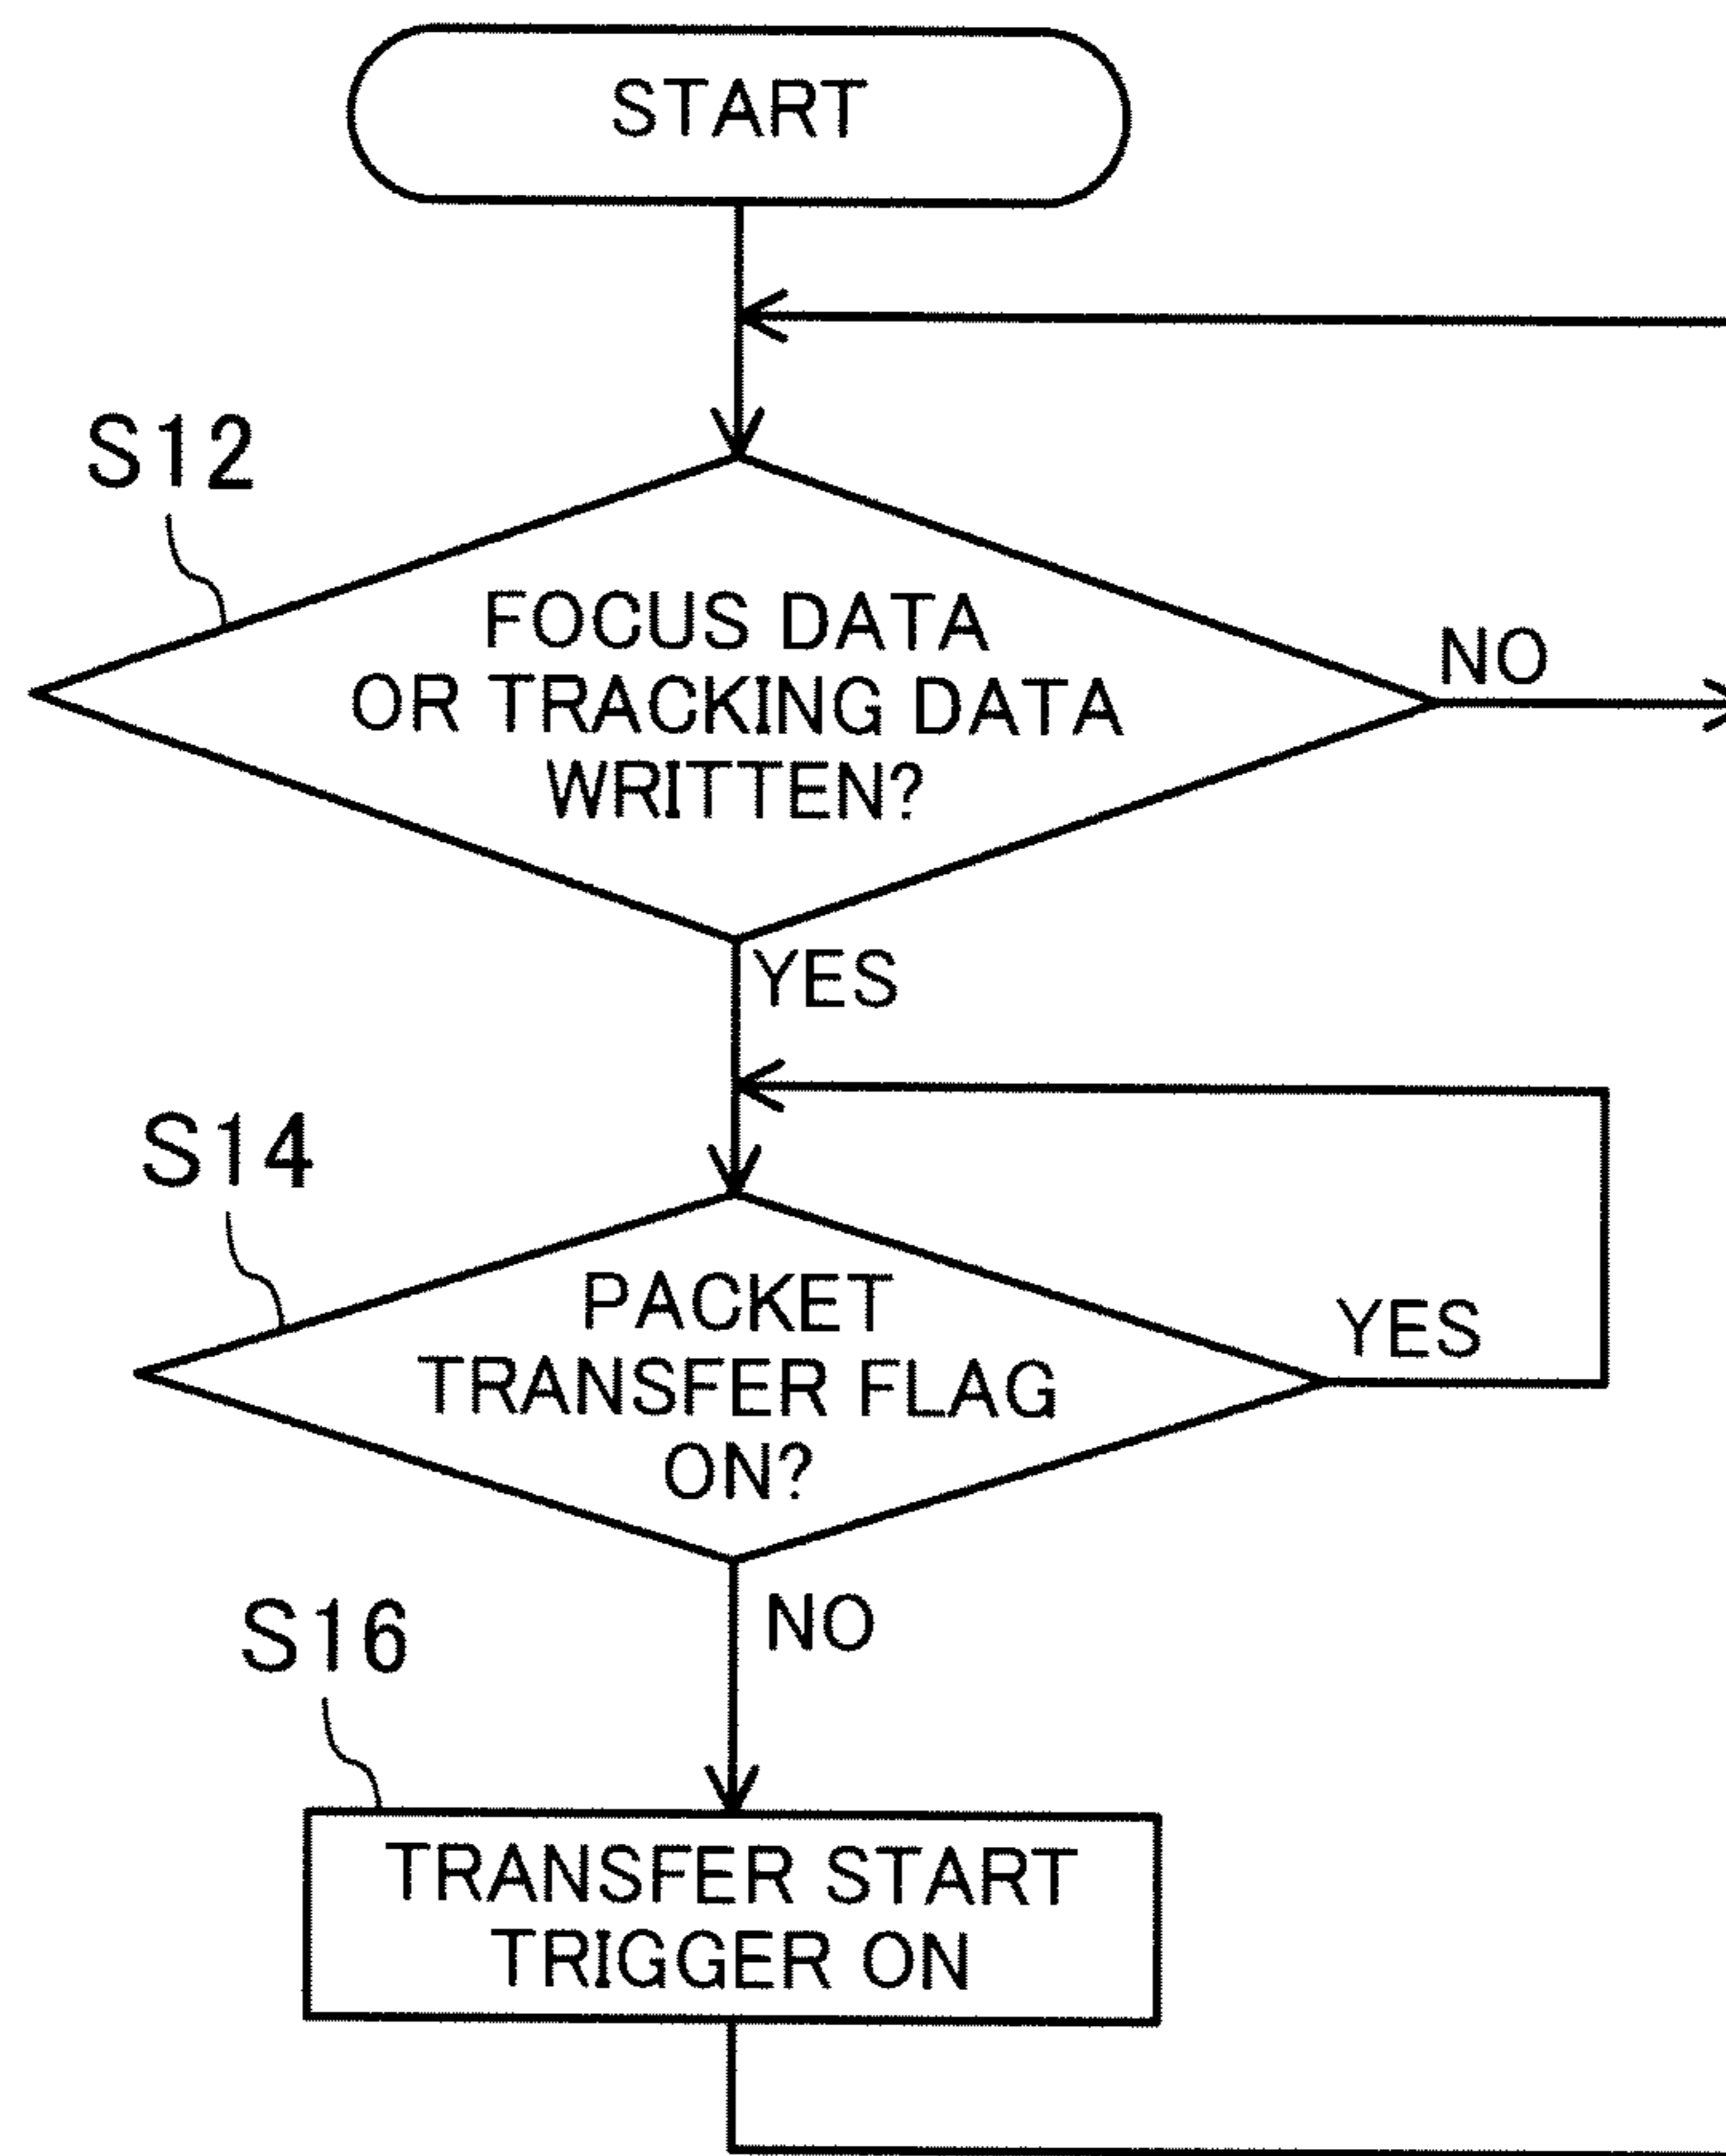 START
S12
FOCUS DATA
OR TRACKING DATA
WRITTEN?
NO
YES
S14
PACKET
TRANSFER FLAG
ON?
YES
NO
S16
TRANSFER START
TRIGGER ON